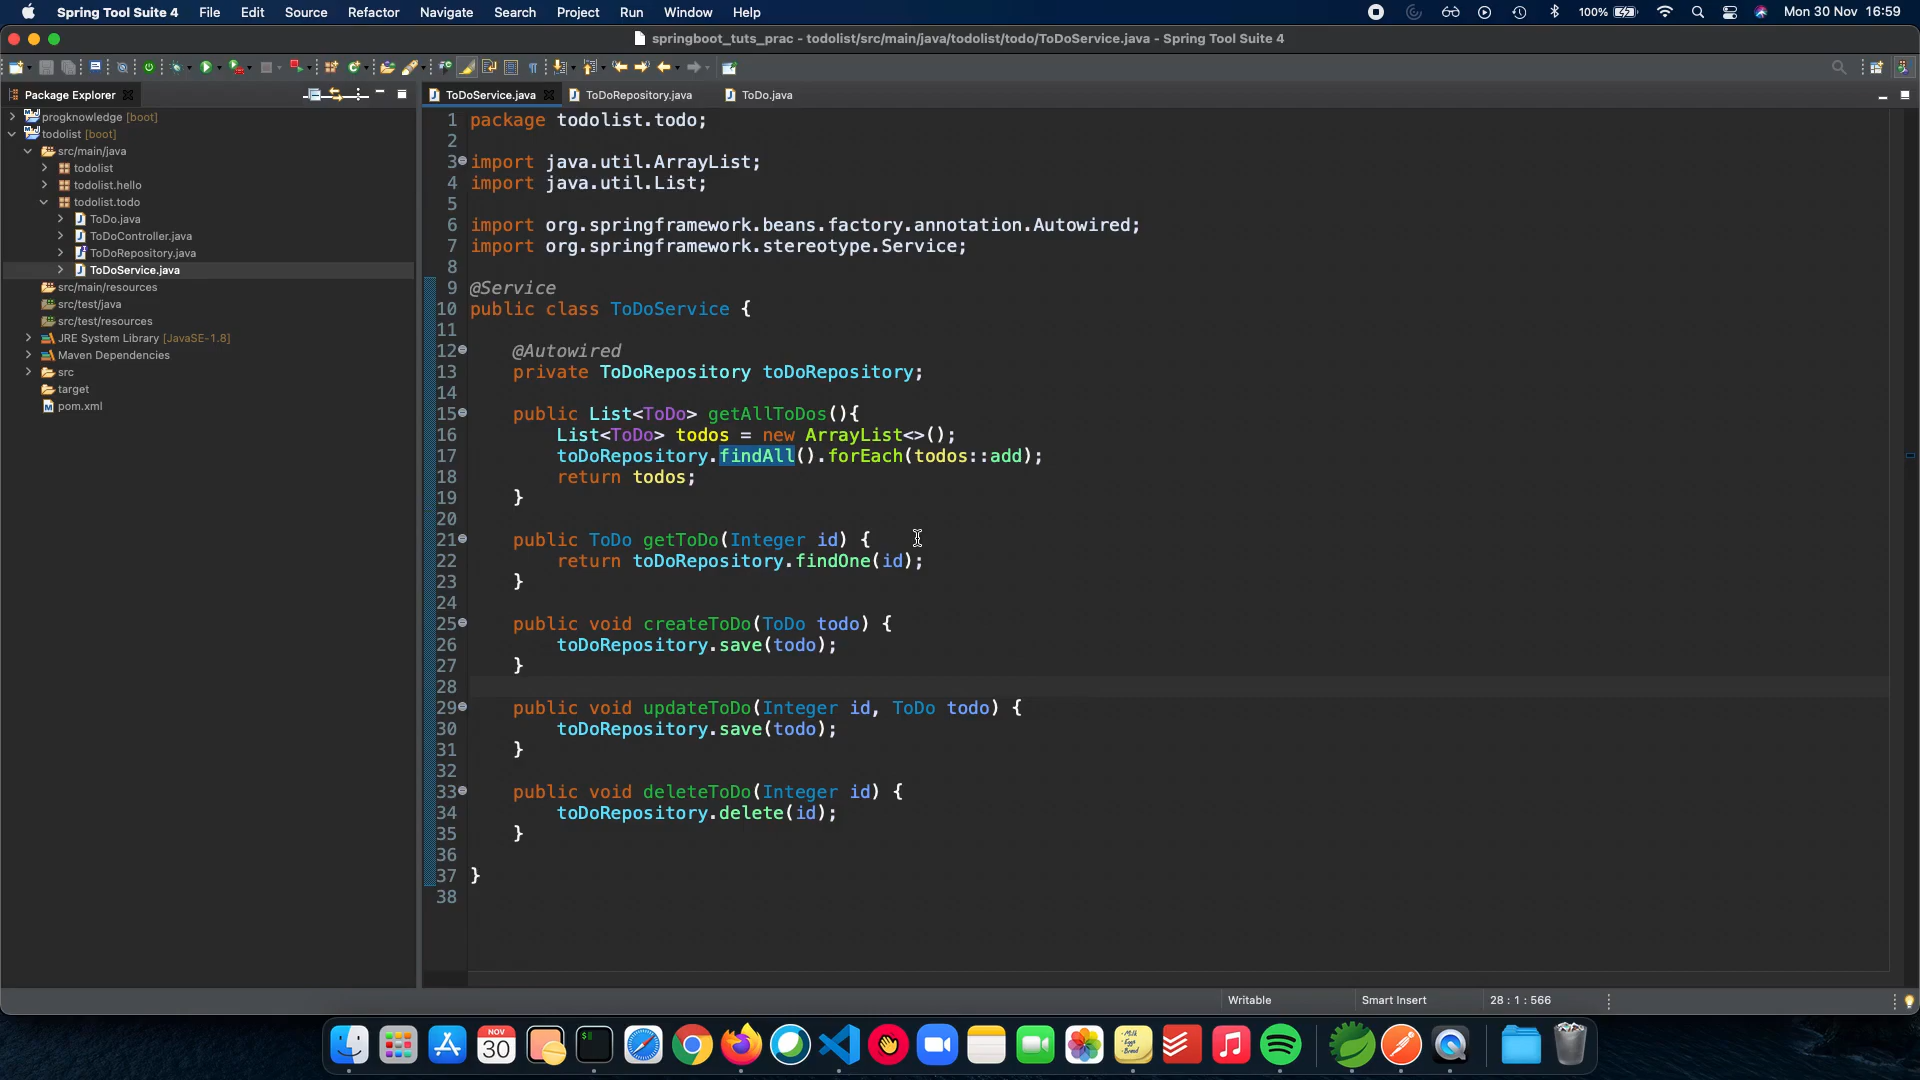 Spring Tool Suite 4 File Edit Source Refactor Navigate Search Project Run Window Help 100% Mon 30 Nov 16:59
springboot_tuts_prac - todolist/src/main/java/todolist/todo/ToDoService.java - Spring Tool Suite 4
Package Explorer
progknowledge [boot]
todolist [boot]
src/main/java
todolist
todolist.hello
todolist.todo
ToDo.java
ToDoController.java
ToDoRepository.java
ToDoService.java
src/main/resources
src/test/java
src/test/resources
JRE System Library [JavaSE-1.8]
Maven Dependencies
src
target
pom.xml
ToDoService.java ToDoRepository.java ToDo.java
1 package todolist.todo;
2
3 import java.util.ArrayList;
4 import java.util.List;
5
6 import org.springframework.beans.factory.annotation.Autowired;
7 import org.springframework.stereotype.Service;
8
9 @Service
10 public class ToDoService {
11
12 @Autowired
13 private ToDoRepository toDoRepository;
14
15 public List<ToDo> getAllToDos(){
16 List<ToDo> todos = new ArrayList<>();
17 toDoRepository.findAll().forEach(todos::add);
18 return todos;
19 }
20
21 public ToDo getToDo(Integer id) {
22 return toDoRepository.findOne(id);
23 }
24
25 public void createToDo(ToDo todo) {
26 toDoRepository.save(todo);
27 }
28
29 public void updateToDo(Integer id, ToDo todo) {
30 toDoRepository.save(todo);
31 }
32
33 public void deleteToDo(Integer id) {
34 toDoRepository.delete(id);
35 }
36
37 }
38
Writable Smart Insert 28 : 1 : 566
NOV
30